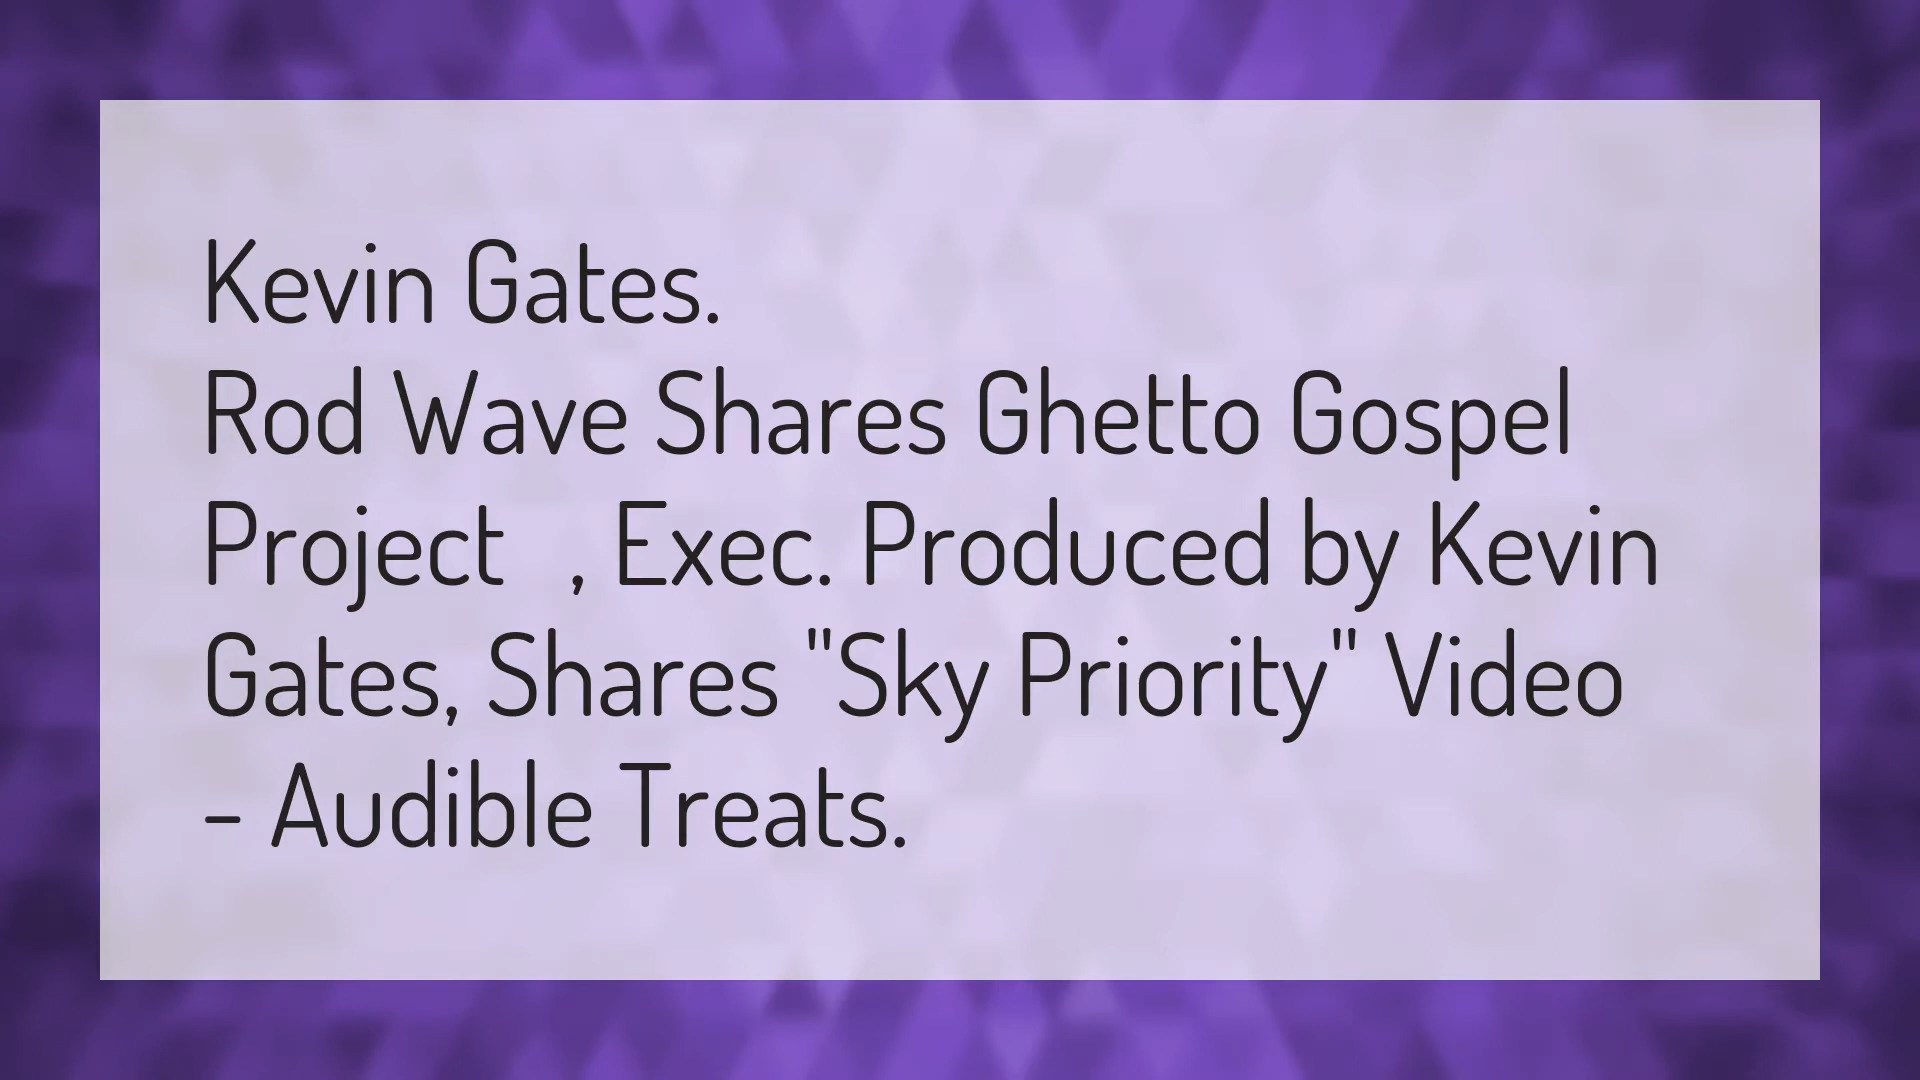 Kevin Gates.
Rod Wave Shares Ghetto Gospel
Project , Exec. Produced by Kevin
Gates, Shares "Sky Priority" Video
- Audible Treats.